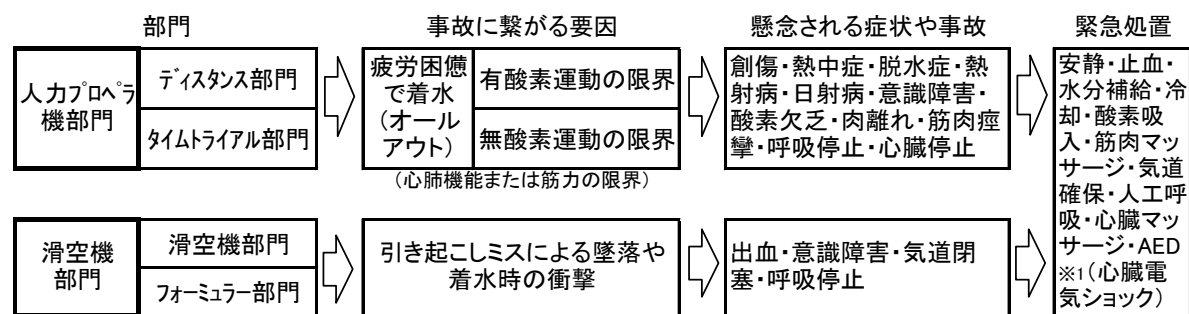 部門
事故に繋がる要因
懸念される症状や事故
緊急処置
人力ﾌﾟﾛﾍﾟﾗ
機部門
ﾃﾞｨｽﾀﾝｽ部門
ﾀｲﾑﾄﾗｲｱﾙ部門
疲労困憊
で着水
(オール
アウト)
有酸素運動の限界
無酸素運動の限界
(心肺機能または筋力の限界)
創傷・熱中症・脱水症・熱
射病・日射病・意識障害・
酸素欠乏・肉離れ・筋肉痙
攣・呼吸停止・心臓停止
滑空機
部門
滑空機部門
ﾌｫｰﾐｭﾗｰ部門
引き起こしミスによる墜落や
着水時の衝撃
出血・意識障害・気道閉
塞・呼吸停止
安静・止血・
水分補給・冷
却・酸素吸
入・筋肉マッ
サージ・気道
確保・人工呼
吸・心臓マッ
サージ・AED
※1(心臓電
気ショック)